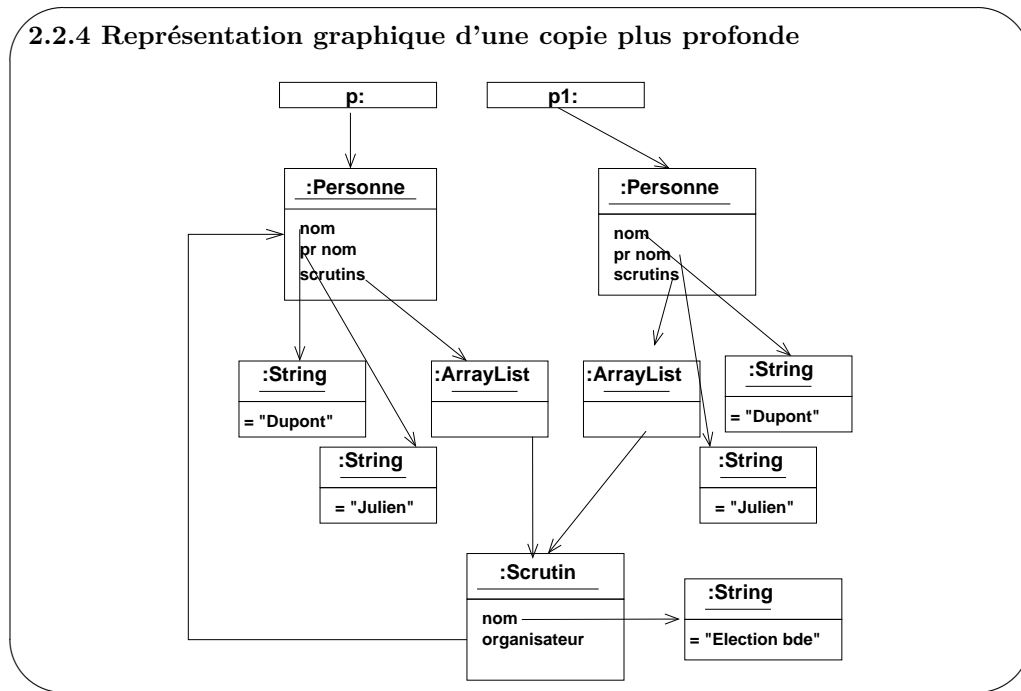 2.2.4 Représentation graphique d'une copie plus profonde
p:
p1:
:Personne
nom
pr nom
scrutins
:Personne
nom
pr nom
scrutins
:String
= "Dupont"
:ArrayList
:ArrayList
:String
= "Dupont"
:String
= "Julien"
:String
= "Julien"
:Scrutin
nom
organisateur
:String
= "Election bde"